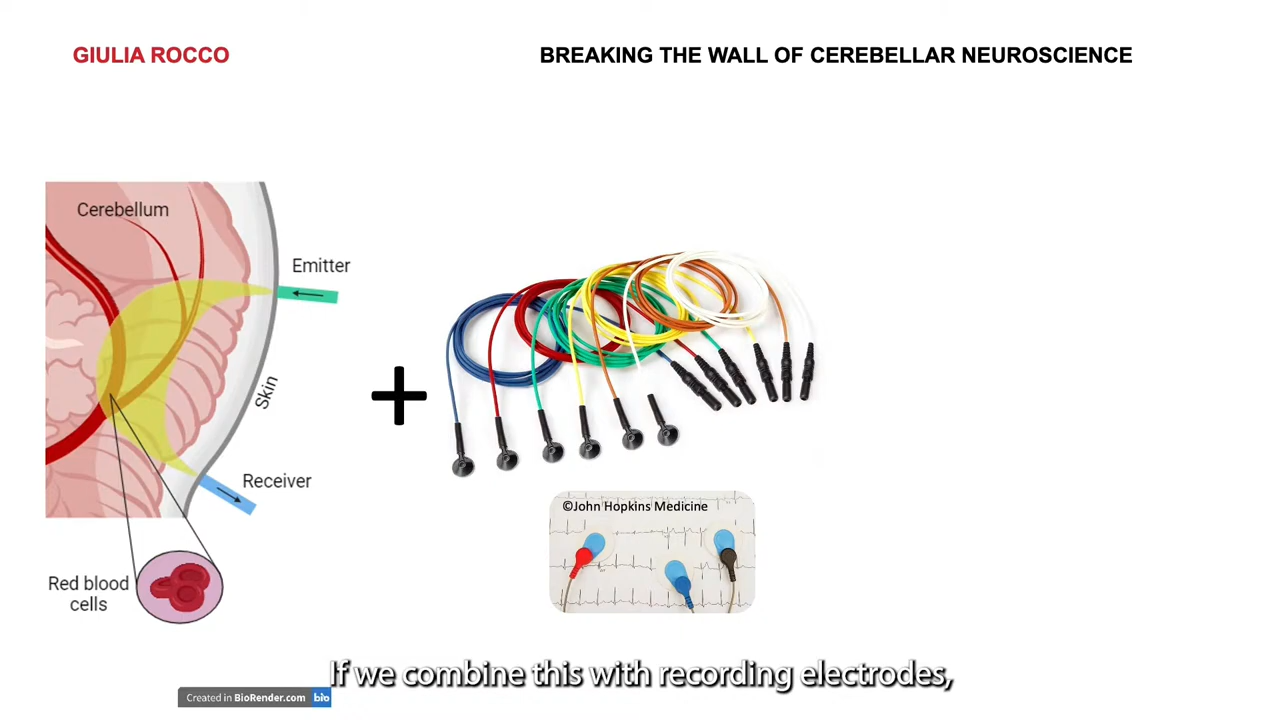 GIULIA ROCCO
BREAKING THE WALL OF CEREBELLAR NEUROSCIENCE
Cerebellum
Emitter
Skin
Receiver
©John Hopkins Medicine
Red blood
cells
If we combine this with recording electrodes,
Created in BioRender.com bio